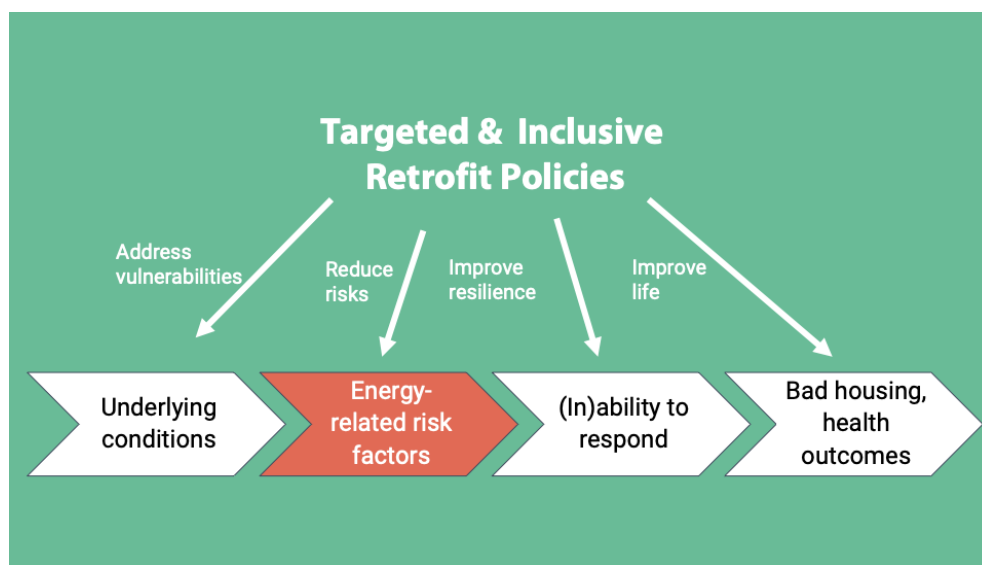 Targeted & Inclusive
Retrofit Policies
Address
vulnerabilities
Reduce
risks
Improve
resilience
Improve
life
Underlying
conditions
Energy-
related risk
factors
(In)ability to
respond
Bad housing,
health
outcomes